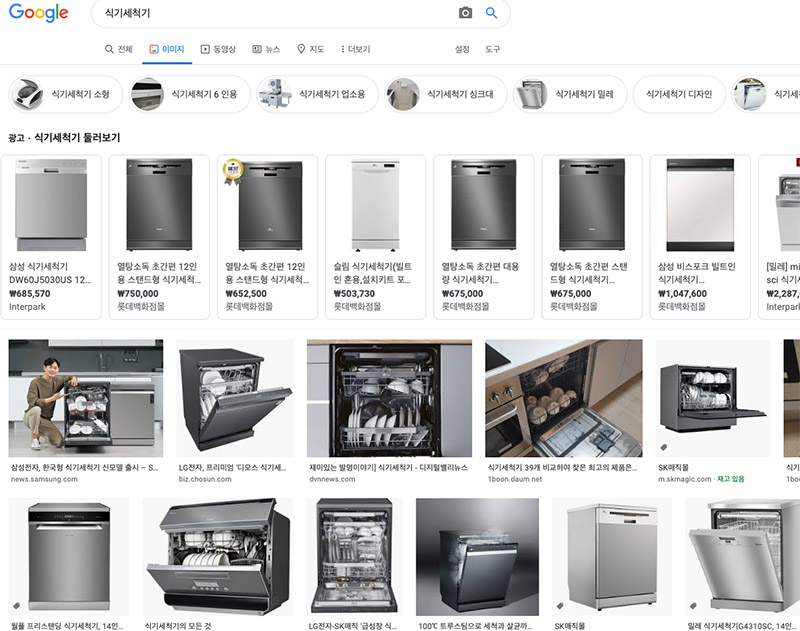 Google
식기세척기
전체 이미지 동영상 뉴스 지도 더보기 설정 도구
식기세척기 소형 식기세척기 6 인용 식기세척기 업소용 식기세척기 싱크대 식기세척기 밀레 식기세척기 디자인 식기세
광고 · 식기세척기 둘러보기
삼성 식기세척기
DW60J5030US 12...
₩685,570
Interpark
열탕소독 초간편 12인
용 스탠드형 식기세척...
₩750,000
롯데백화점몰
BEST
열탕소독 초간편 12인
용 스탠드형 식기세척...
₩652,500
롯데백화점몰
슬림 식기세척기(빌트
인 혼용,설치키트 포...
₩503,730
롯데백화점몰
열탕소독 초간편 대용
량 식기세척기...
₩675,000
롯데백화점몰
열탕소독 초간편 스탠
드형 식기세척기...
₩675,000
롯데백화점몰
삼성 비스포크 빌트인
식기세척기...
₩1,047,600
롯데백화점몰
[밀레] mi
sci 식기
₩2,287,
Interpark
삼성전자, 한국형 식기세척기 신모델 출시 – S...
news.samsung.com
LG전자, 프리미엄 '디오스 식기세...
biz.chosun.com
재미있는 발명이야기] 식기세척기 - 디지털밸리뉴스
dvnnews.com
식기세척기 39개 비교하여 찾은 최고의 제품은...
1boon.daum.net
SK매직몰
m.skmagic.com · 재고 있음
월풀 프리스탠딩 식기세척기, 14인...
식기세척기의 모든 것
LG전자-SK매직 '급성장 식...
100℃ 트루스팀으로 세척과 살균까...
SK매직몰
밀레 식기세척기G4310SC, 14인...